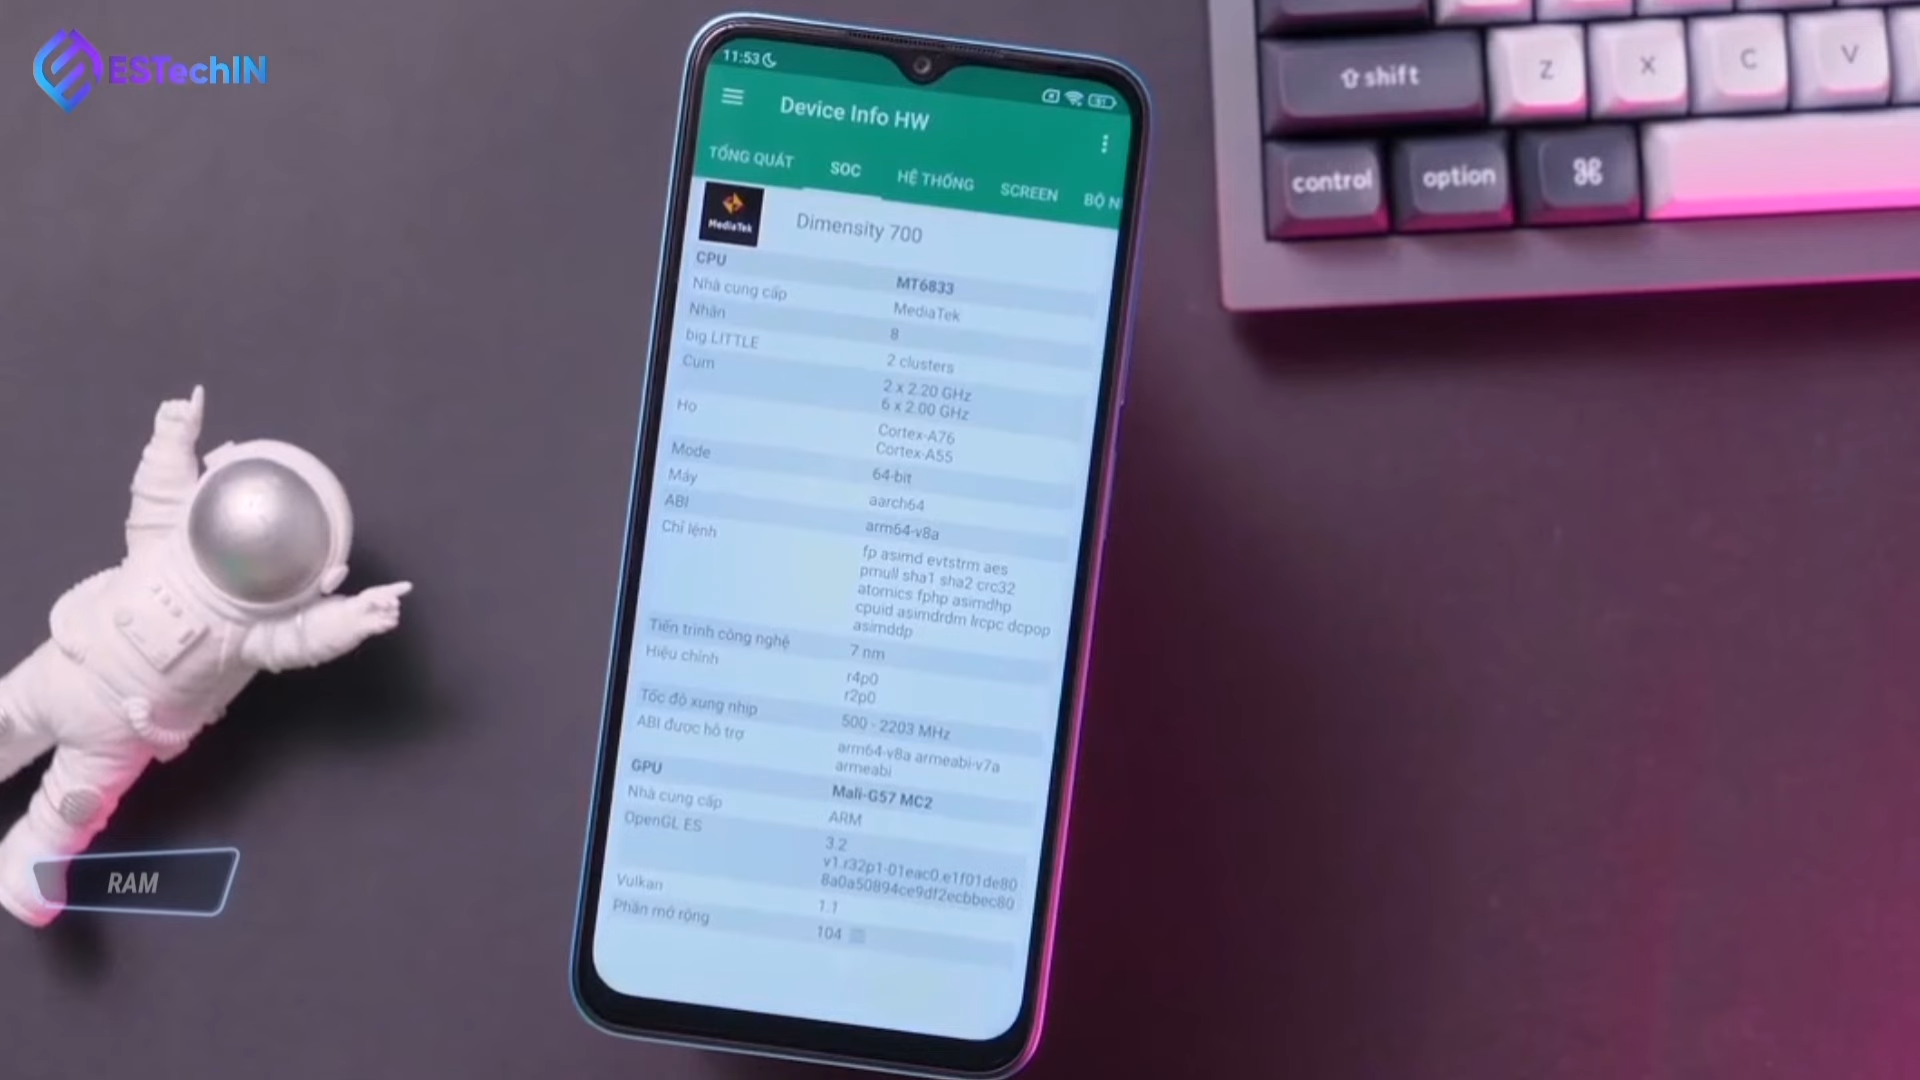 ESTechIN
11:53
Device Info HW
TỔNG QUÁT SOC HỆ THỐNG SCREEN BỘ N
MediaTek
Dimensity 700
CPU MT6833
Nhà cung cấp MediaTek
Nhân 8
big.LITTLE 2 clusters
Cụm 2 x 2.20 GHz
6 x 2.00 GHz
Họ Cortex-A76
Cortex-A55
Mode 64-bit
Máy aarch64
ABI arm64-v8a
Chỉ lệnh fp asimd evtstrm aes
pmull sha1 sha2 crc32
atomics fphp asimdhp
cpuid asimdrdm lrcpc dcpop
asimddp
Tiến trình công nghệ 7 nm
Hiệu chỉnh r4p0
r2p0
Tốc độ xung nhịp 500 - 2203 MHz
ABI được hỗ trợ arm64-v8a armeabi-v7a
armeabi
GPU Mali-G57 MC2
Nhà cung cấp ARM
OpenGL ES 3.2
v1.r32p1-01eac0.e1f01de80
8a0a50894ce9df2ecbbec80
Vulkan 1.1
Phần mở rộng 104
shift Z X C V
control option ⌘
RAM